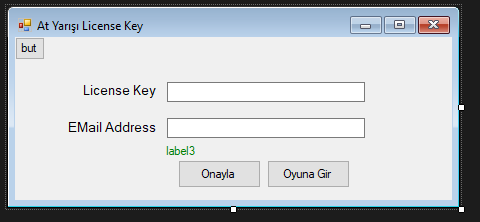 At Yarışı License Key
but
License Key
EMail Address
label3
Onayla Oyuna Gir